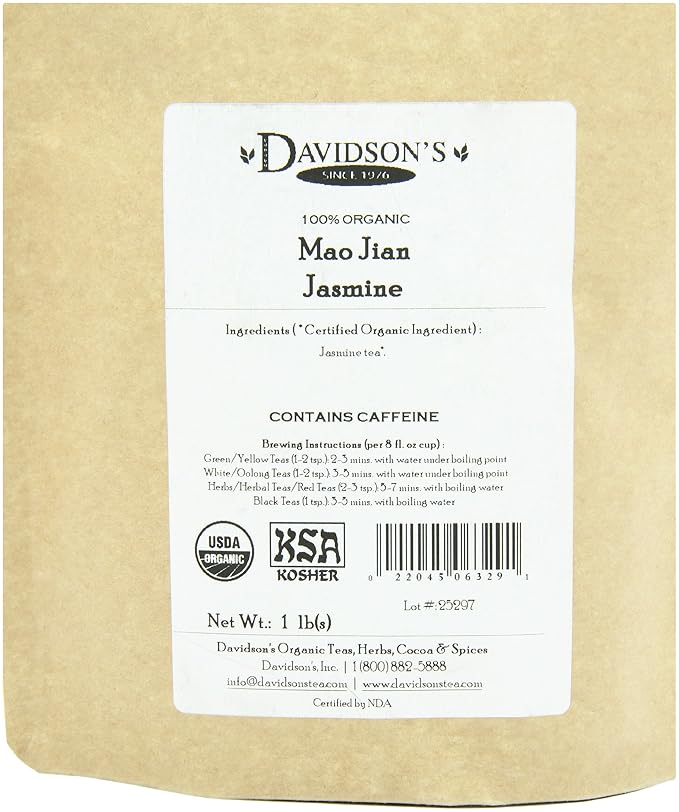 DAVIDSON'S
SINCE 1976
100% ORGANIC
Mao Jian
Jasmine
Ingredients (*Certified Organic Ingredient):
Jasmine tea*.
CONTAINS CAFFEINE
Brewing Instructions (per 8 fl. oz cup):
Green/Yellow Teas (1-2 tsp.): 2-3 mins. with water under boiling point
White/Oolong Teas (1-2 tsp.): 3-5 mins. with water under boiling point
Herbs/Herbal Teas/Red Teas (2-3 tsp.): 5-7 mins. with boiling water
Black Teas (1 tsp.): 3-5 mins. with boiling water
USDA
ORGANIC
KSA
KOSHER
0 22045 06329 1
Lot #: 25297
Net Wt.: 1 lb(s)
Davidson's Organic Teas, Herbs, Cocoa & Spices
Davidson's, Inc. | 1 (800) 882-5888
info@davidsonstea.com | www.davidsonstea.com
Certified by NDA